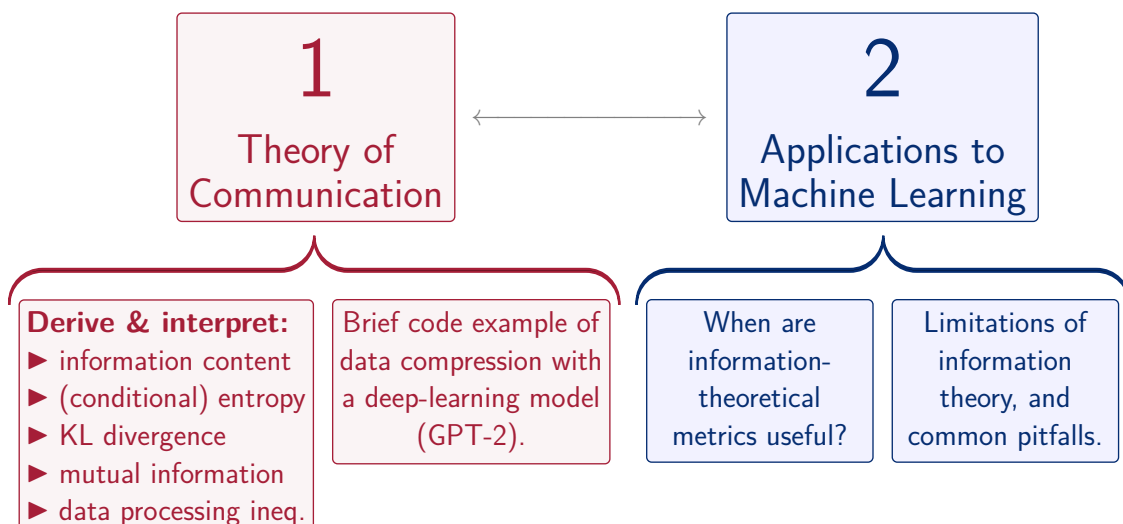 1
Theory of
Communication
2
Applications to
Machine Learning
Derive & interpret:
▶ information content
▶ (conditional) entropy
▶ KL divergence
▶ mutual information
▶ data processing ineq.
Brief code example of
data compression with
a deep-learning model
(GPT-2).
When are
information-
theoretical
metrics useful?
Limitations of
information
theory, and
common pitfalls.